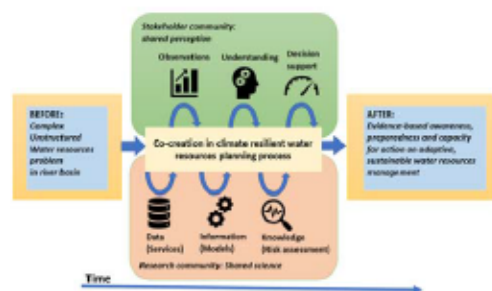 Stakeholder community:
shared perception
Observations
Understanding
Decision
support
BEFORE:
Complex
Unstructured
Water resources
problem
in river basin
Co-creation in climate resilient water
resources planning process
AFTER:
Evidence-based awareness,
preparedness and capacity
for action on adaptive,
sustainable water resources
management
Data
(Services)
Information
(Models)
Knowledge
(Risk assessment)
Research community: Shared science
Time